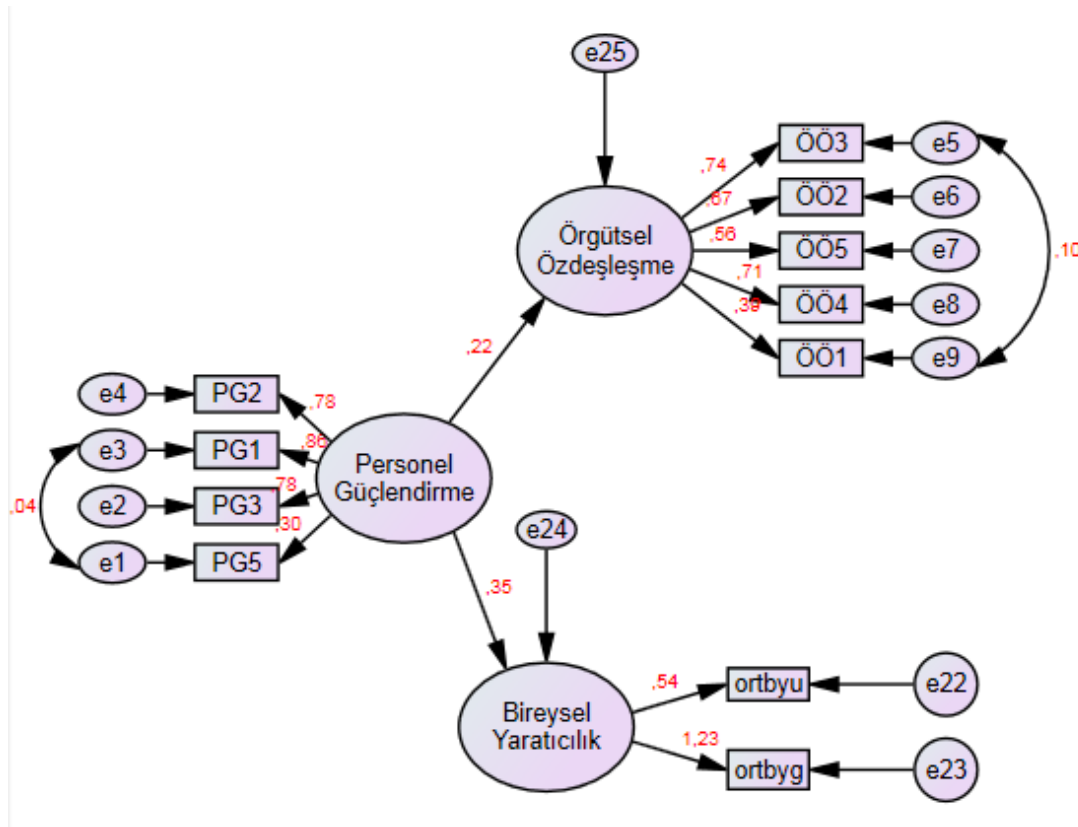 e25
ÖÖ3
e5
,74
ÖÖ2
e6
,67
Örgütsel
Özdeşleşme
,56
ÖÖ5
e7
,10
,71
ÖÖ4
e8
,39
ÖÖ1
e9
,22
e4
PG2
,78
e3
PG1
,86
Personel
Güçlendirme
,04
e2
PG3
,78
,30
e1
PG5
e24
,35
,54
ortbyu
e22
Bireysel
Yaratıcılık
1,23
ortbyg
e23